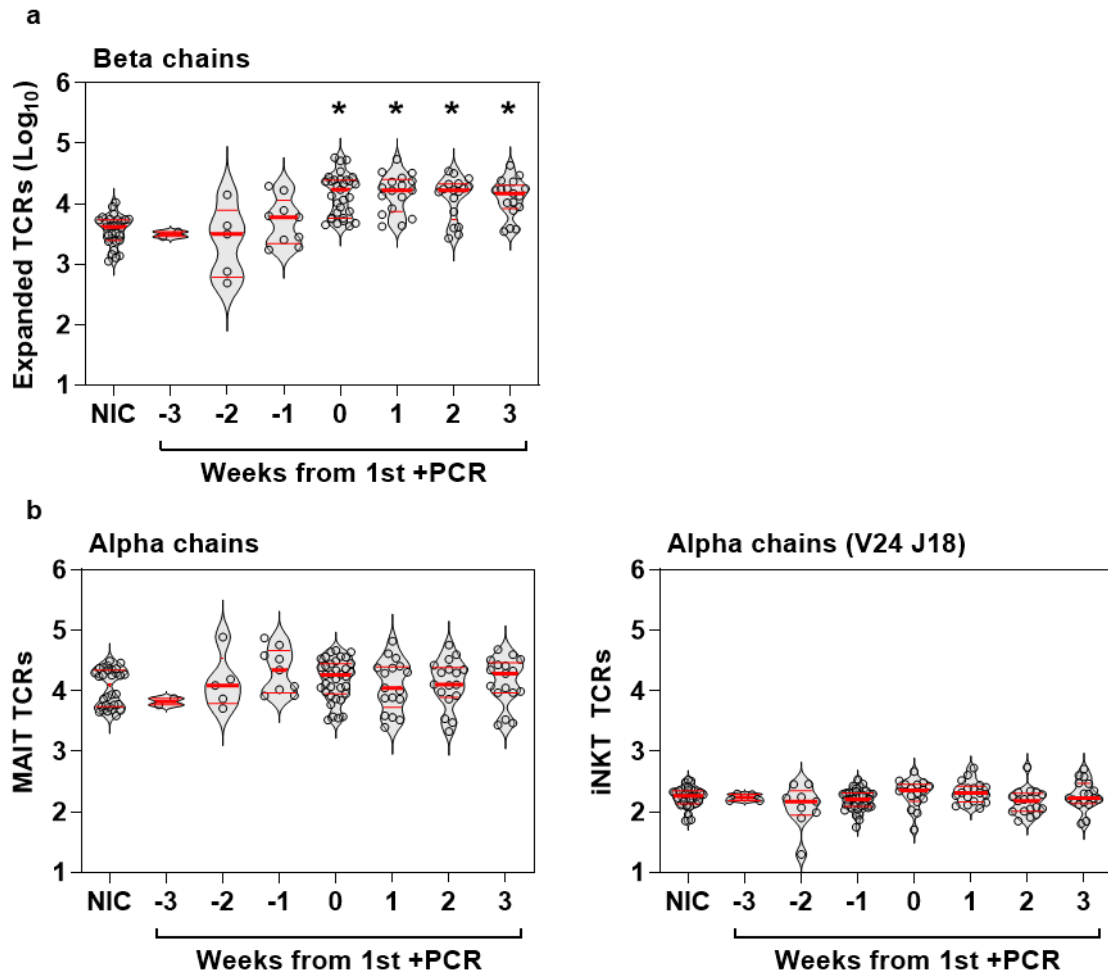 a
Beta chains
Expanded TCRs (Log10)
6
5
4
3
2
1
* * * *
NIC -3 -2 -1 0 1 2 3
Weeks from 1st +PCR
b
Alpha chains
MAIT TCRs
6
5
4
3
2
1
NIC -3 -2 -1 0 1 2 3
Weeks from 1st +PCR
Alpha chains (V24 J18)
iNKT TCRs
6
5
4
3
2
1
NIC -3 -2 -1 0 1 2 3
Weeks from 1st +PCR